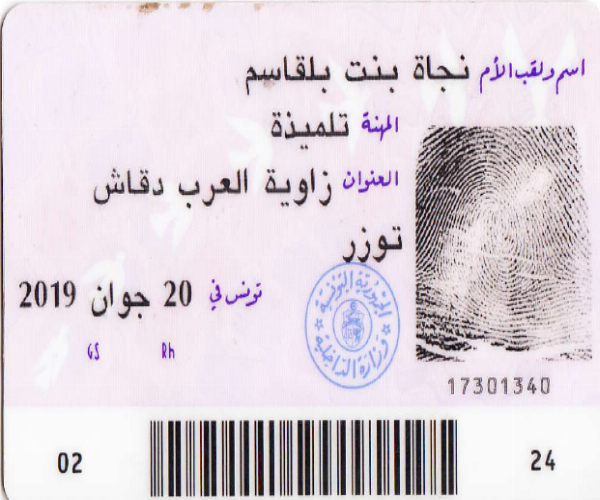 اسم ولقب الأم نجاة بنت بلقاسم
المهنة تلميذة
العنوان زاوية العرب دقاش
توزر
تونس في 20 جوان 2019
الجمهورية التونسية
وزارة الداخلية
GS Rh
17301340
02 24